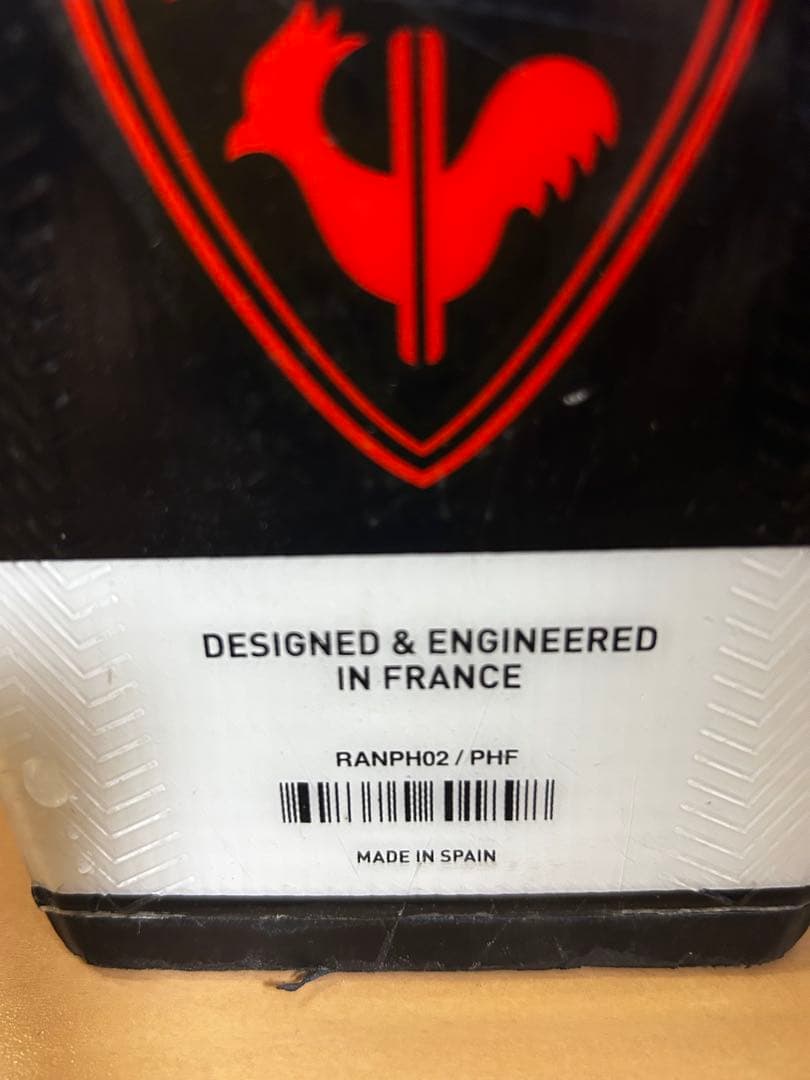 DESIGNED & ENGINEERED
IN FRANCE
RANPH02 / PHF
MADE IN SPAIN